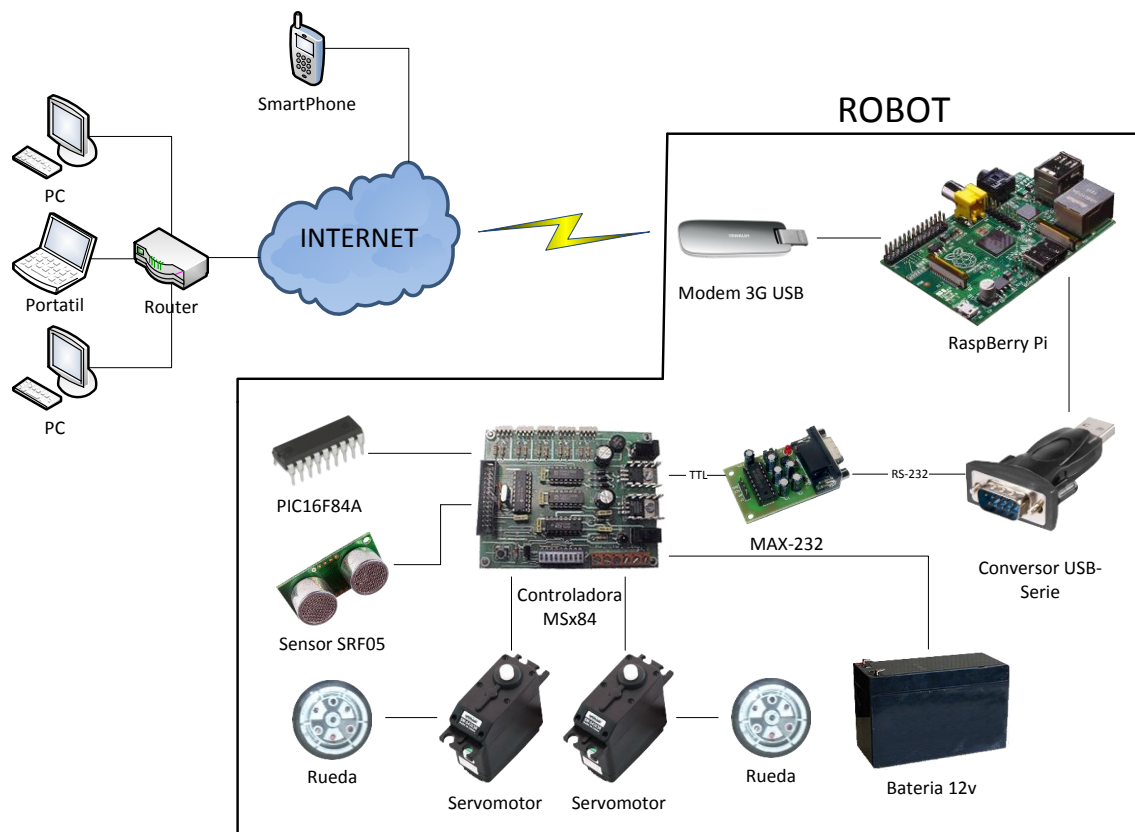 SmartPhone
ROBOT
PC
INTERNET
Portatil
Router
Modem 3G USB
RaspBerry Pi
PC
PIC16F84A
TTL
RS-232
MAX-232
Conversor USB-
Serie
Controladora
MSx84
Sensor SRF05
Rueda
Rueda
Servomotor
Servomotor
Bateria 12v